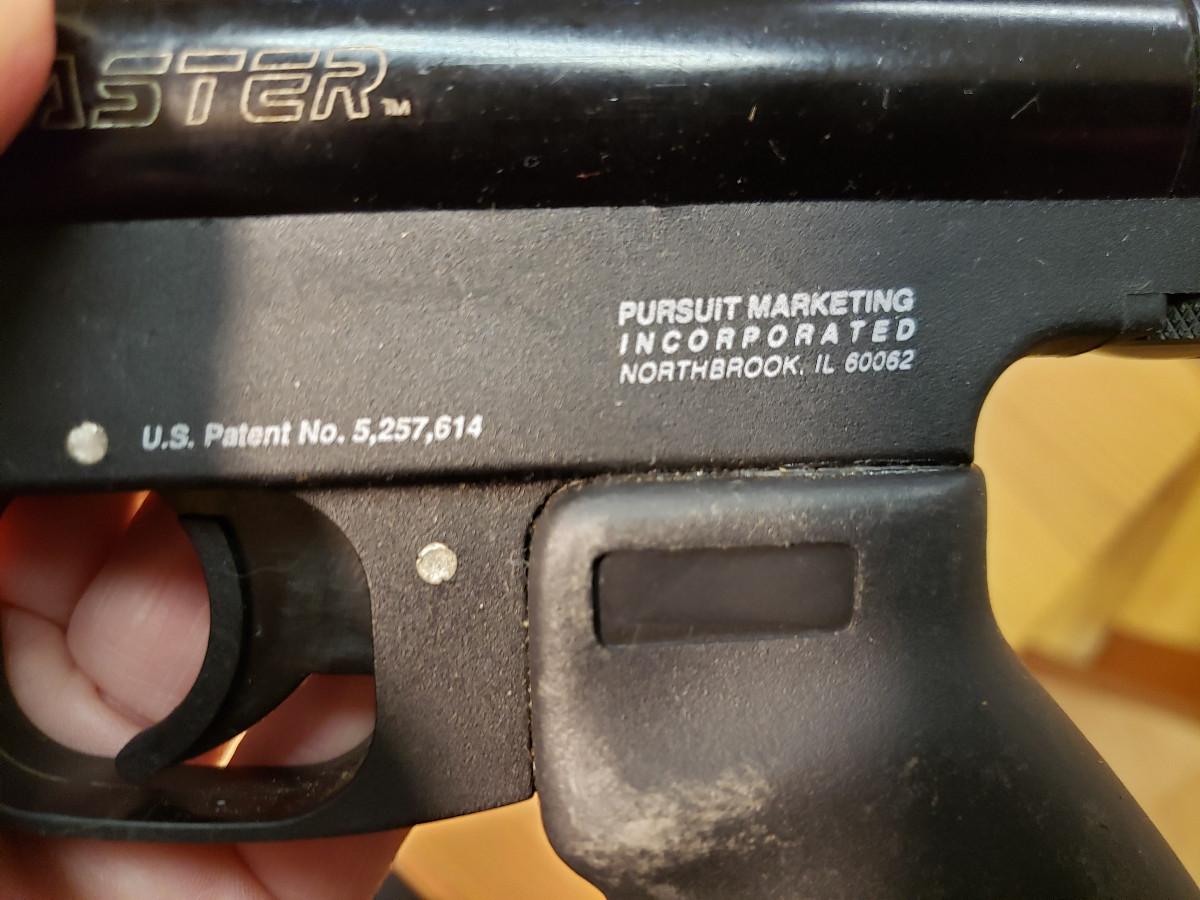 ASTER™
PURSUIT MARKETING
INCORPORATED
NORTHBROOK, IL 60062
U.S. Patent No. 5,257,614